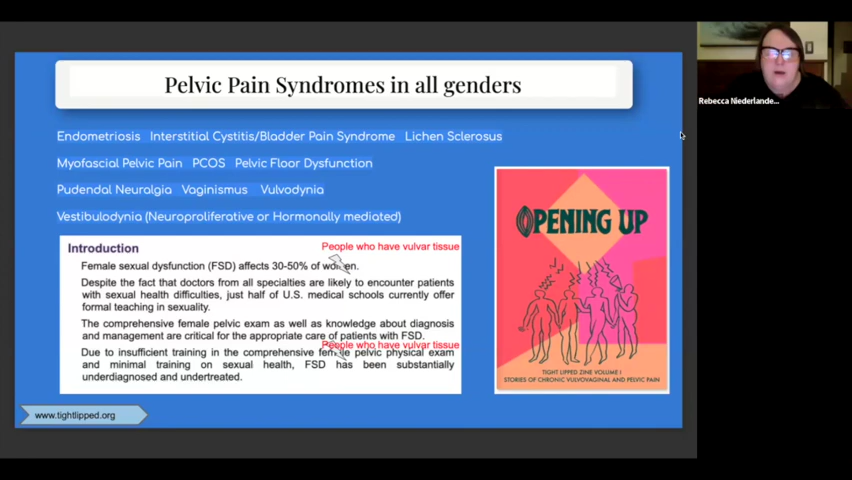 Pelvic Pain Syndromes in all genders
Rebecca Niederlande...
Endometriosis Interstitial Cystitis/Bladder Pain Syndrome Lichen Sclerosus
Myofascial Pelvic Pain PCOS Pelvic Floor Dysfunction
Pudendal Neuralgia Vaginismus Vulvodynia
Vestibulodynia (Neuroproliferative or Hormonally mediated)
Introduction
People who have vulvar tissue
Female sexual dysfunction (FSD) affects 30-50% of women.
Despite the fact that doctors from all specialties are likely to encounter patients
with sexual health difficulties, just half of U.S. medical schools currently offer
formal teaching in sexuality.
The comprehensive female pelvic exam as well as knowledge about diagnosis
and management are critical for the appropriate care of patients with FSD.
People who have vulvar tissue
Due to insufficient training in the comprehensive female pelvic physical exam
and minimal training on sexual health, FSD has been substantially
underdiagnosed and undertreated.
OPENING UP
TIGHT LIPPED ZINE VOLUME I
STORIES OF CHRONIC VULVOVAGINAL AND PELVIC PAIN
www.tightlipped.org